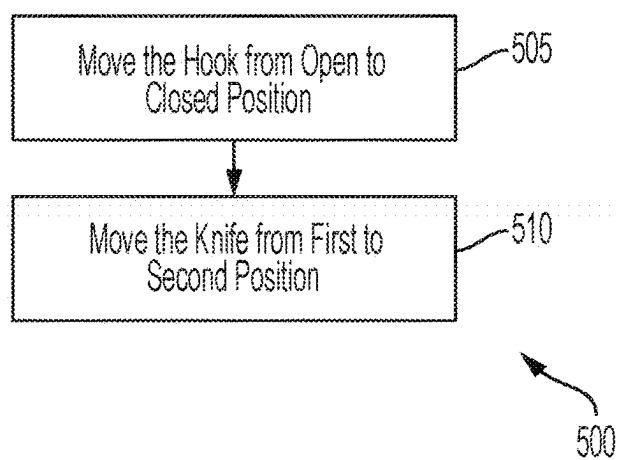 Move the Hook from Open to
Closed Position
505
Move the Knife from First to
Second Position
510
500